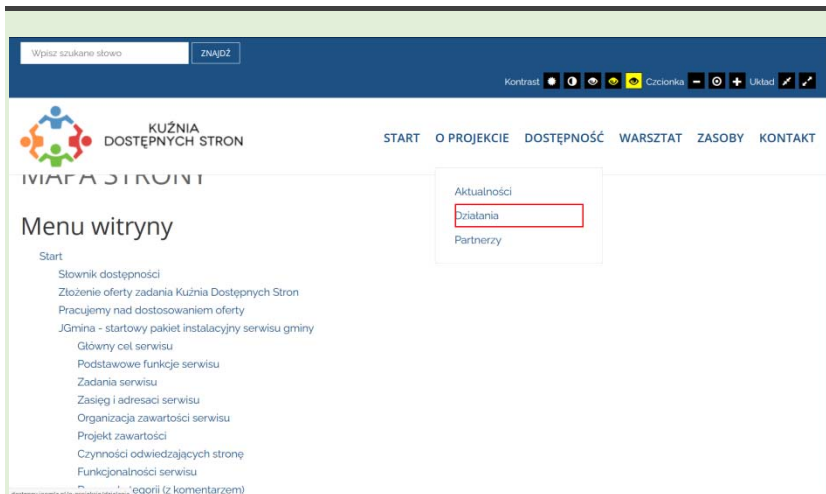 Wpisz szukane słowo ZNAJDŹ
Kontrast Czcionka Układ
KUŹNIA
DOSTĘPNYCH STRON
START O PROJEKCIE DOSTĘPNOŚĆ WARSZTAT ZASOBY KONTAKT
MAPA STRONY
Aktualności
Działania
Partnerzy
Menu witryny
Start
Słownik dostępności
Złożenie oferty zadania Kuźnia Dostępnych Stron
Pracujemy nad dostosowaniem oferty
JGmina - startowy pakiet instalacyjny serwisu gminy
Główny cel serwisu
Podstawowe funkcje serwisu
Zadania serwisu
Zasięg i adresaci serwisu
Organizacja zawartości serwisu
Projekt zawartości
Czynności odwiedzających stronę
Funkcjonalności serwisu
(z komentarzem)